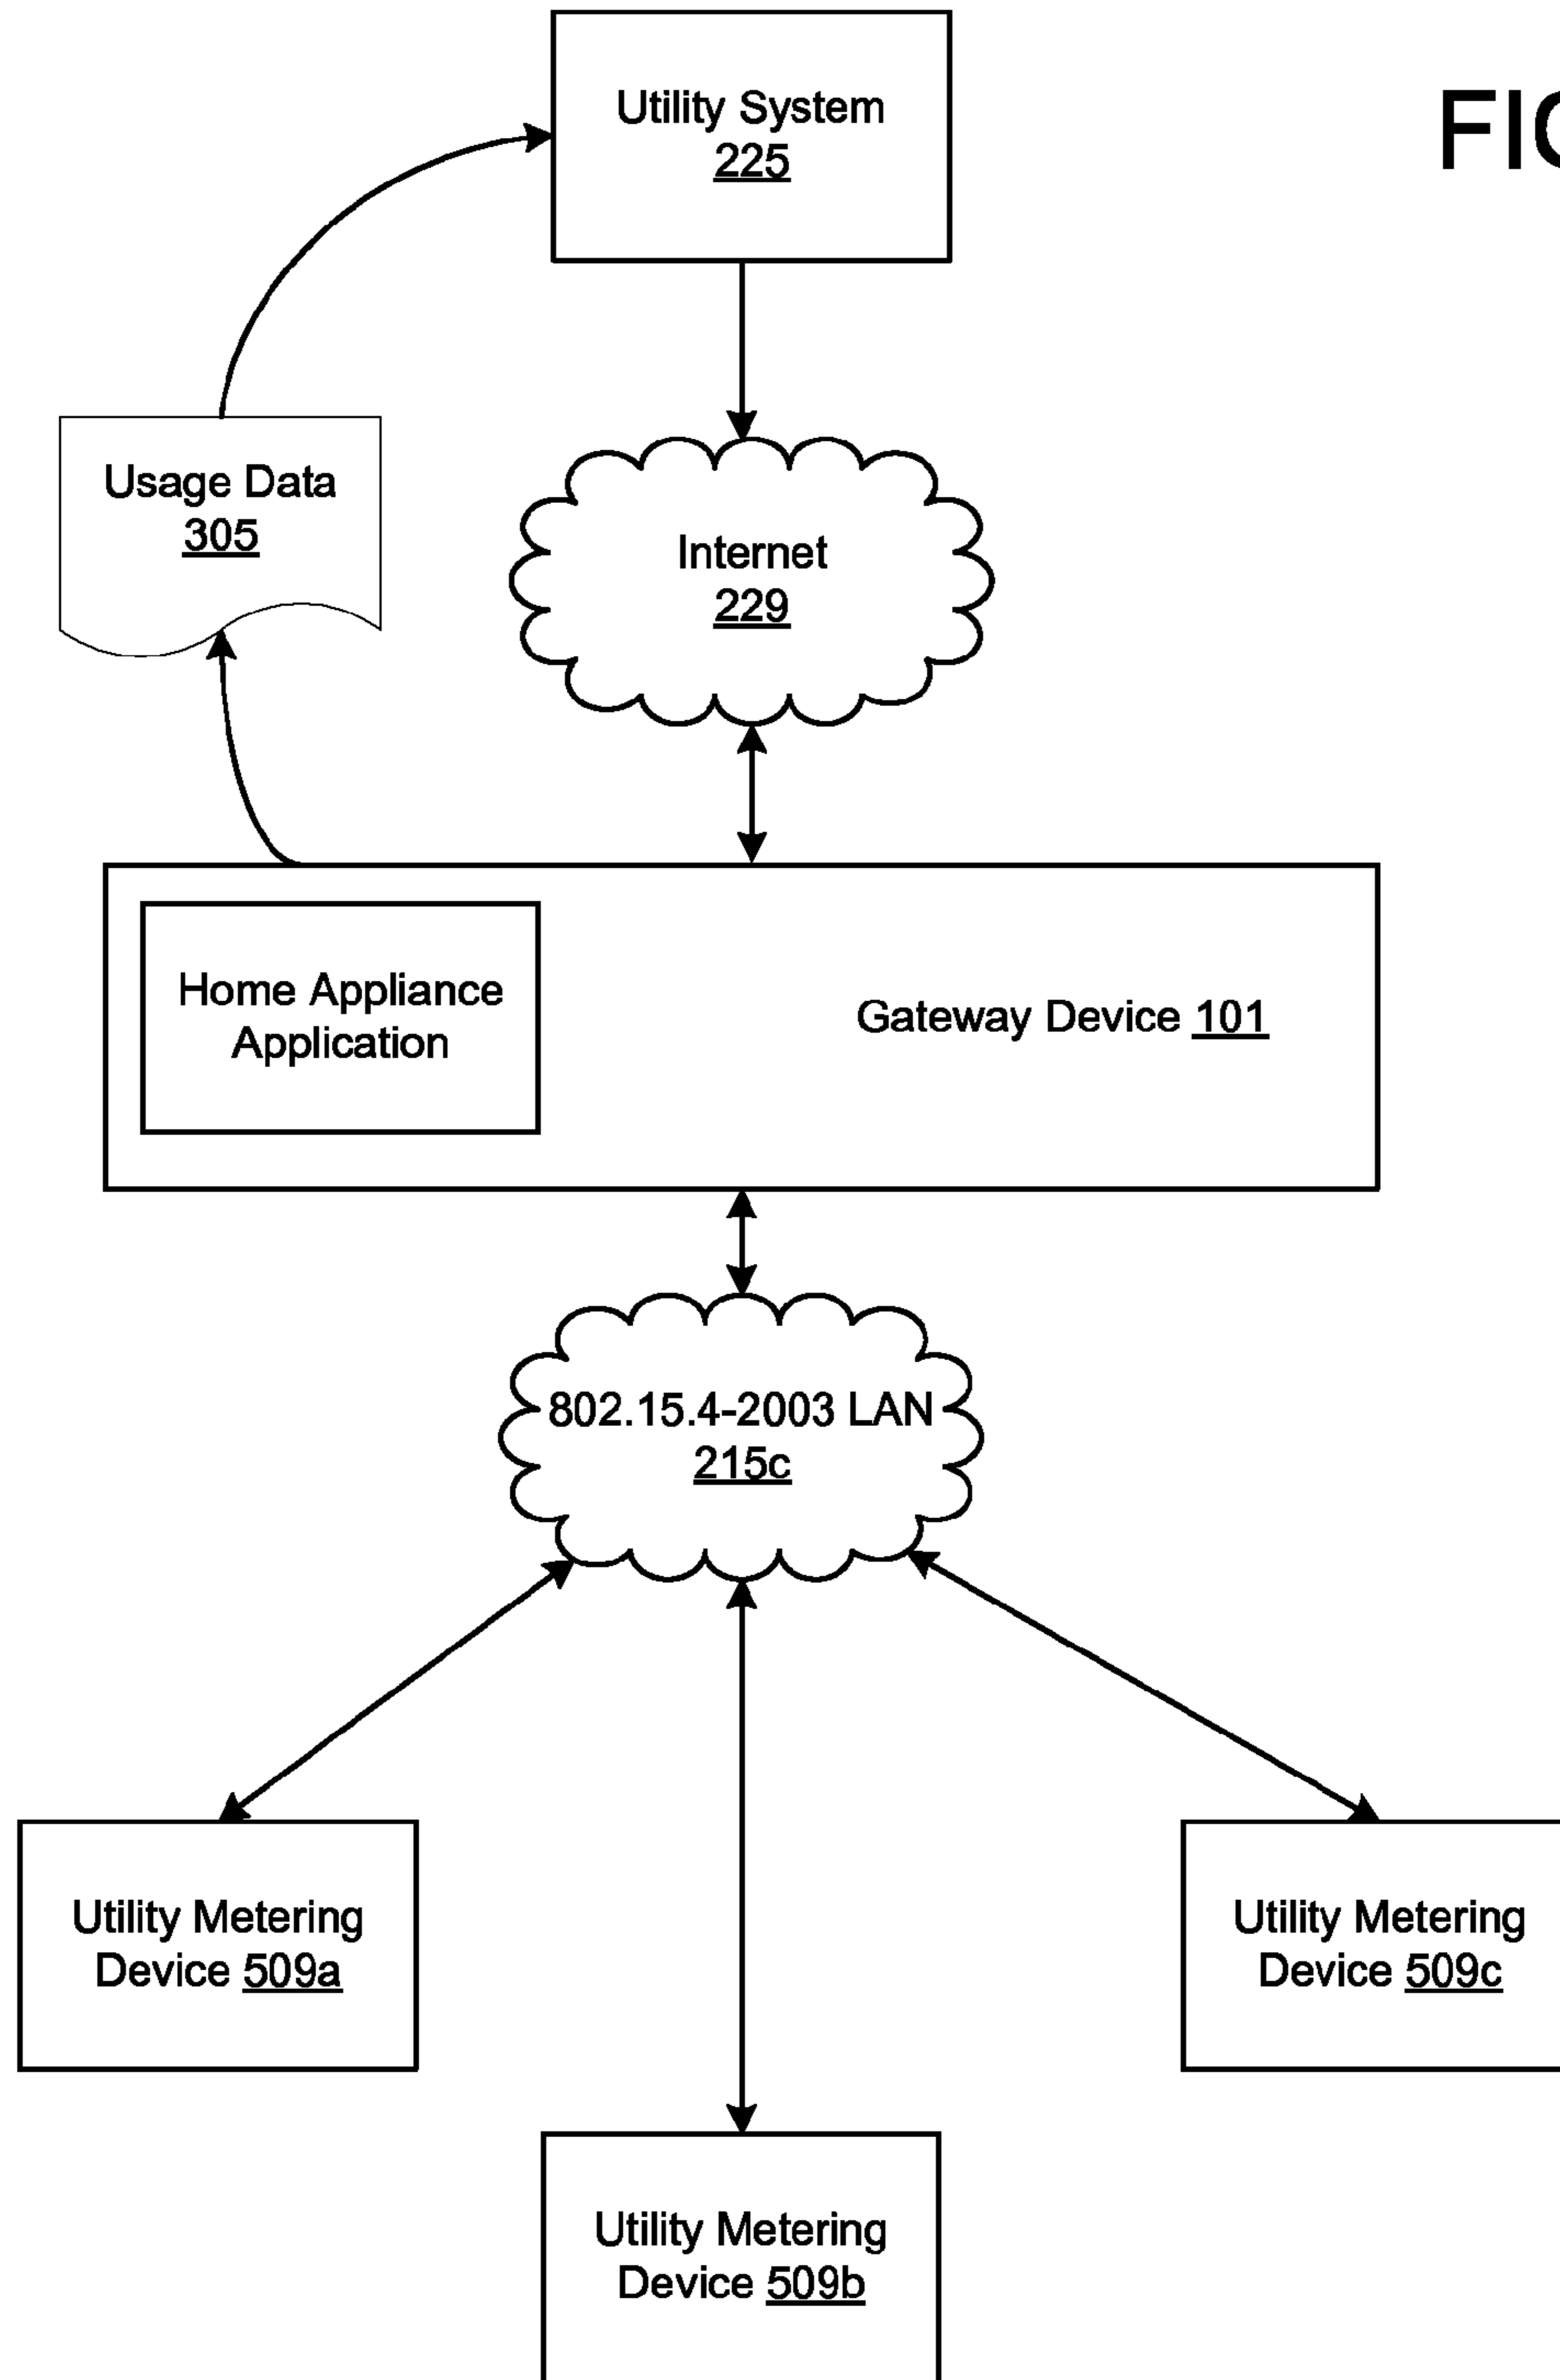 Utility System
225
Usage Data
305
Internet
229
Home Appliance
Application
Gateway Device 101
802.15.4-2003 LAN
215c
Utility Metering
Device 509a
Utility Metering
Device 509c
Utility Metering
Device 509b